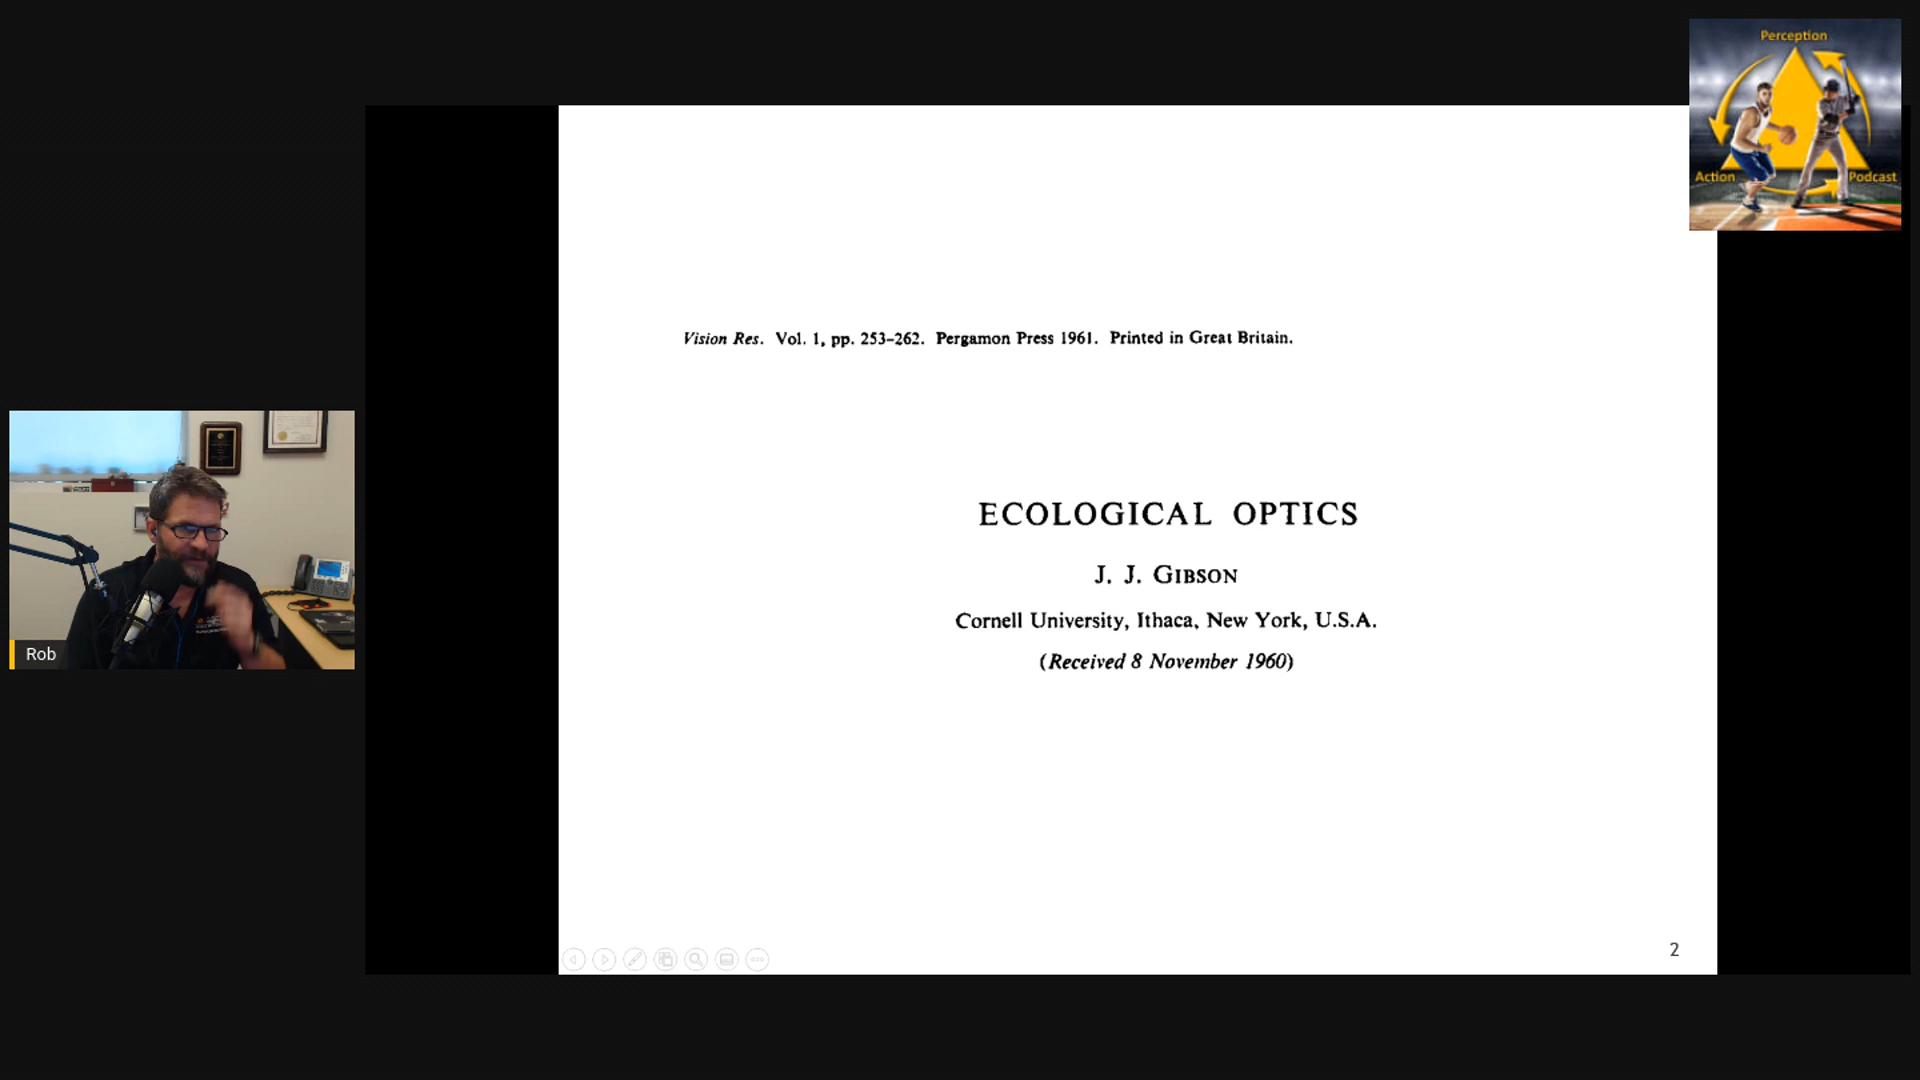 Perception
Action
Podcast
Vision Res. Vol. 1, pp. 253–262. Pergamon Press 1961. Printed in Great Britain.
ECOLOGICAL OPTICS
J. J. GIBSON
Cornell University, Ithaca, New York, U.S.A.
(Received 8 November 1960)
Rob
2